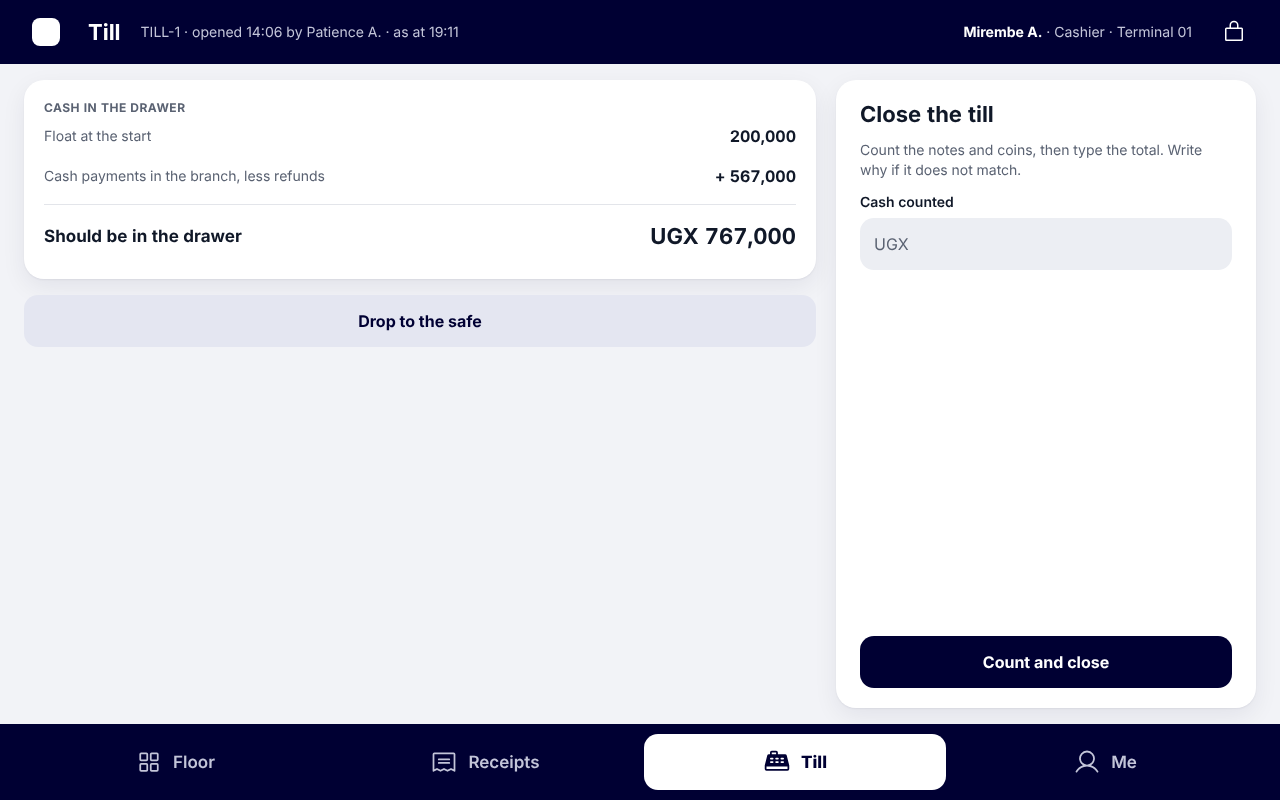 Till
TILL-1 · opened 14:06 by Patience A. · as at 19:11
Mirembe A. · Cashier · Terminal 01
CASH IN THE DRAWER
Float at the start 200,000
Cash payments in the branch, less refunds + 567,000
Should be in the drawer UGX 767,000
Drop to the safe
Close the till
Count the notes and coins, then type the total. Write
why if it does not match.
Cash counted
UGX
Count and close
Floor
Receipts
Till
Me